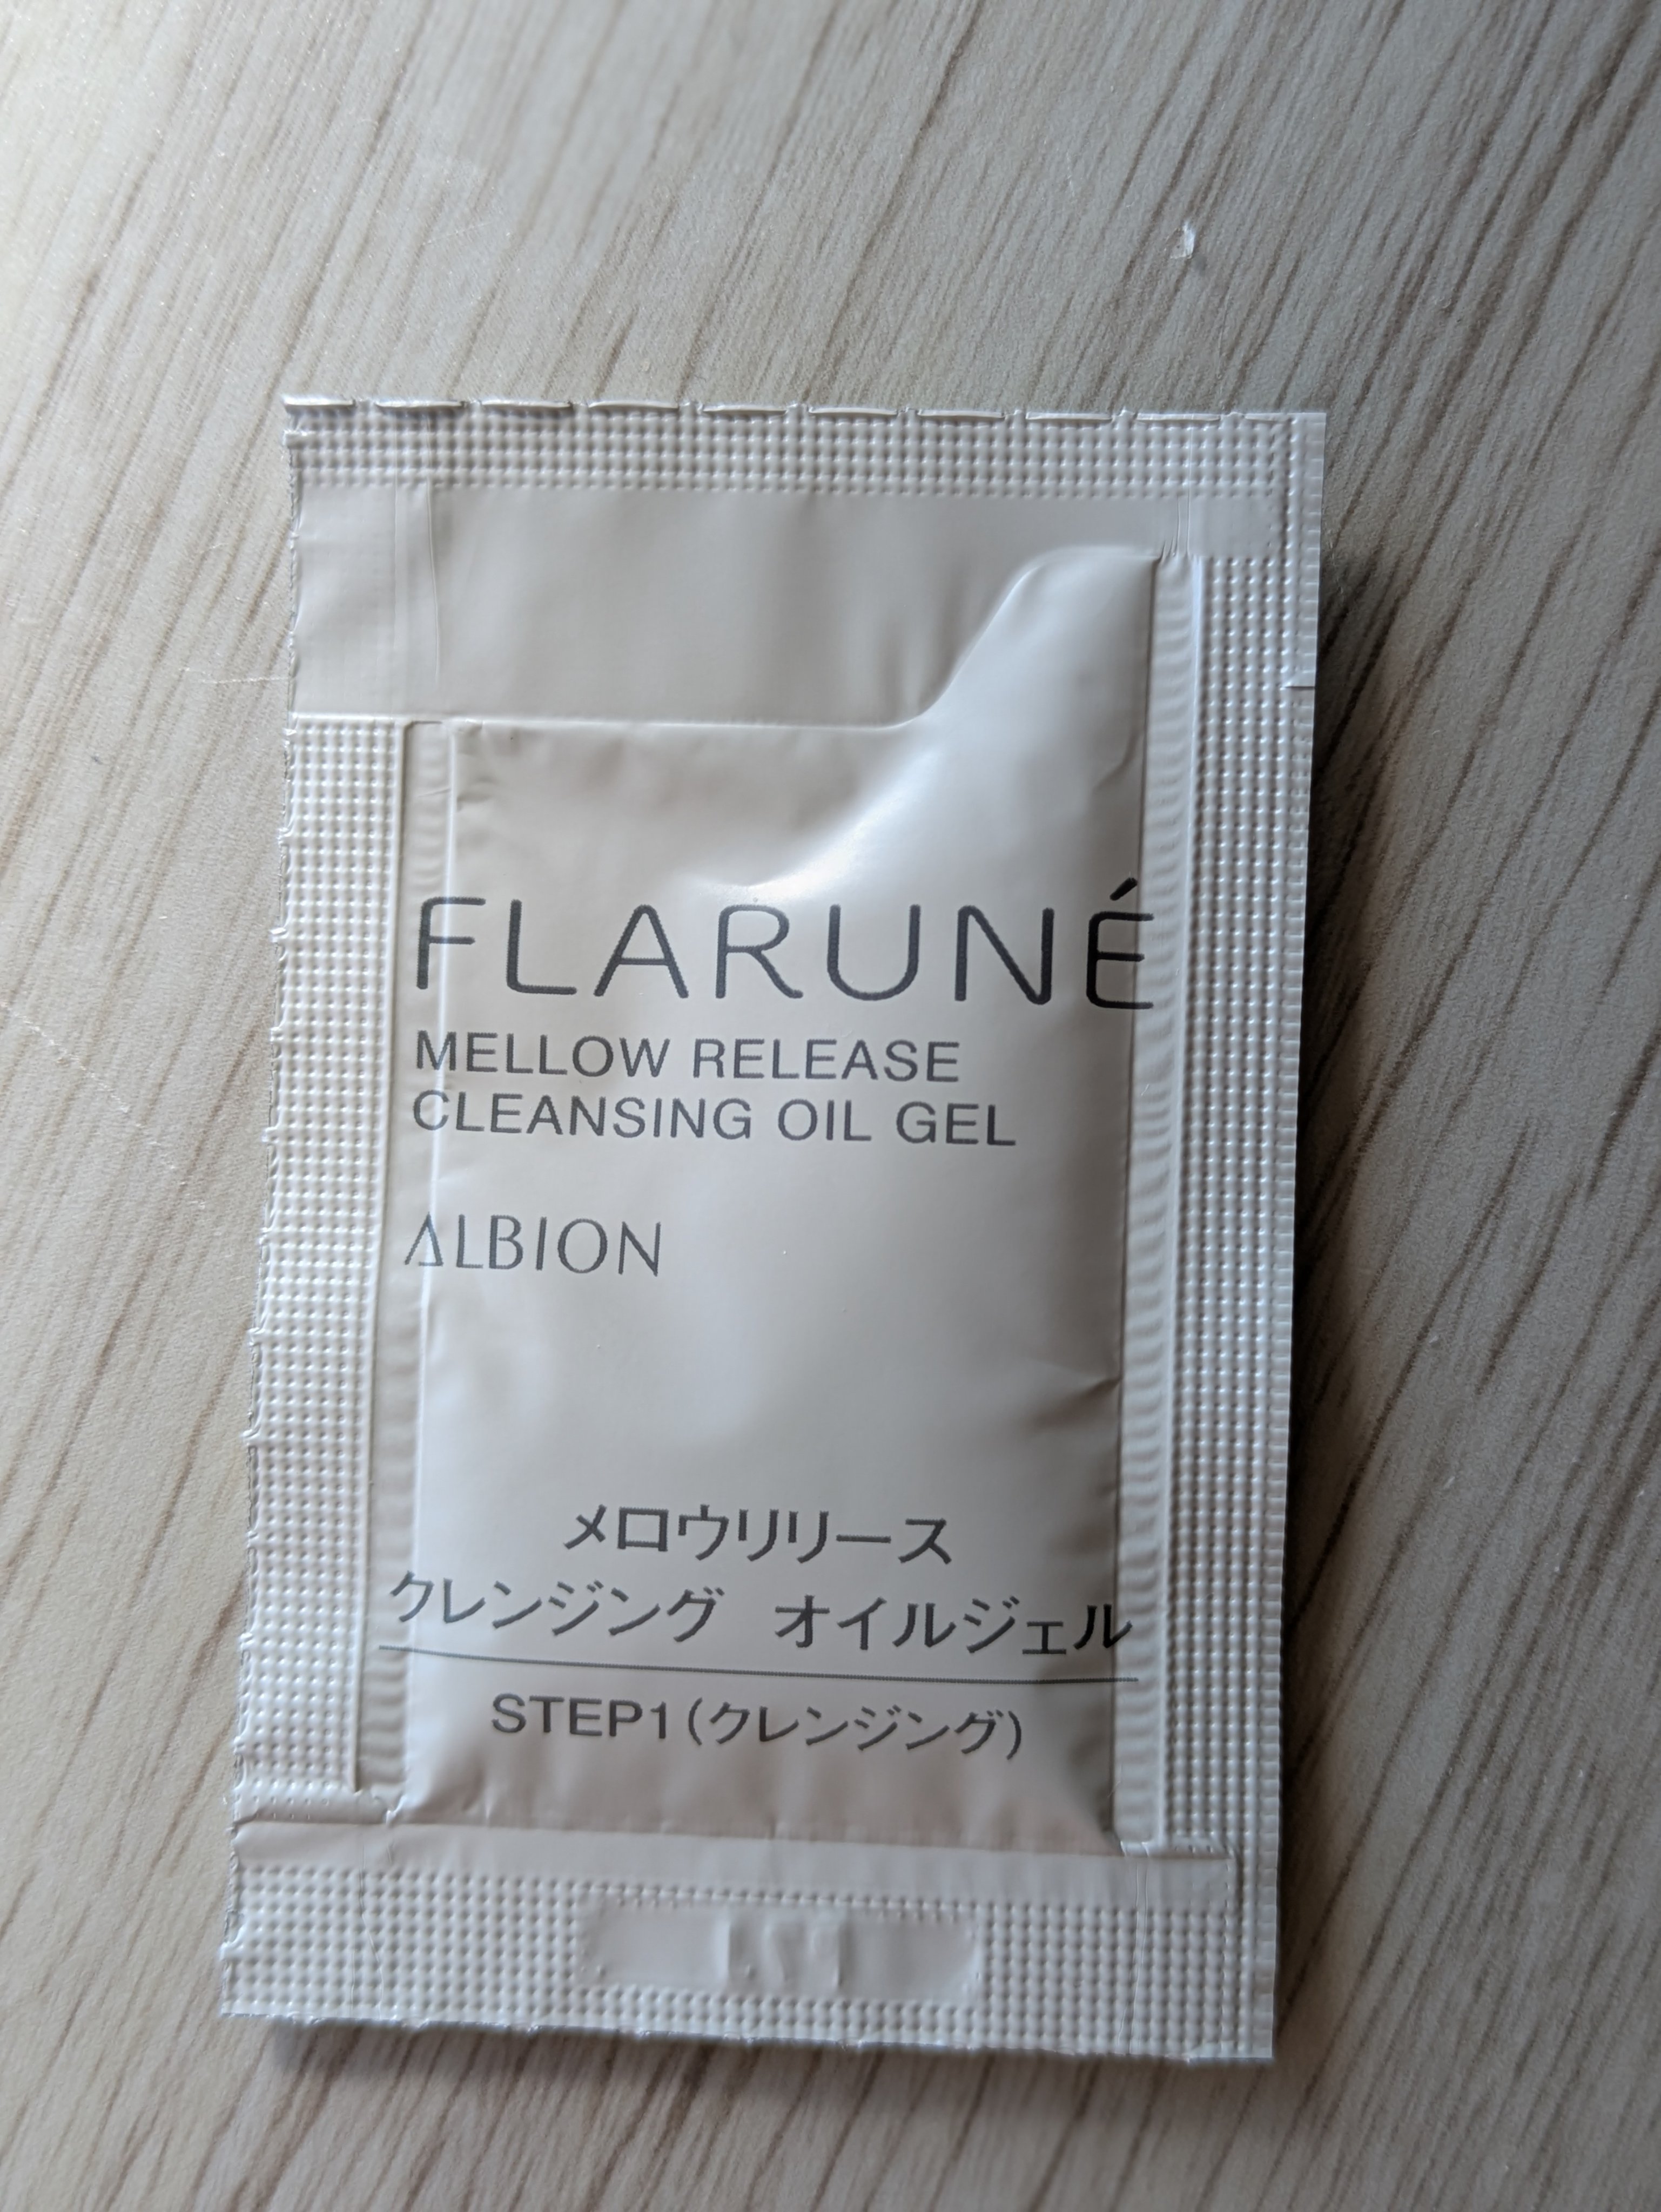 FLARUNÉ
MELLOW RELEASE
CLEANSING OIL GEL
ALBION
メロウリリース
クレンジング オイルジェル
STEP1（クレンジング）